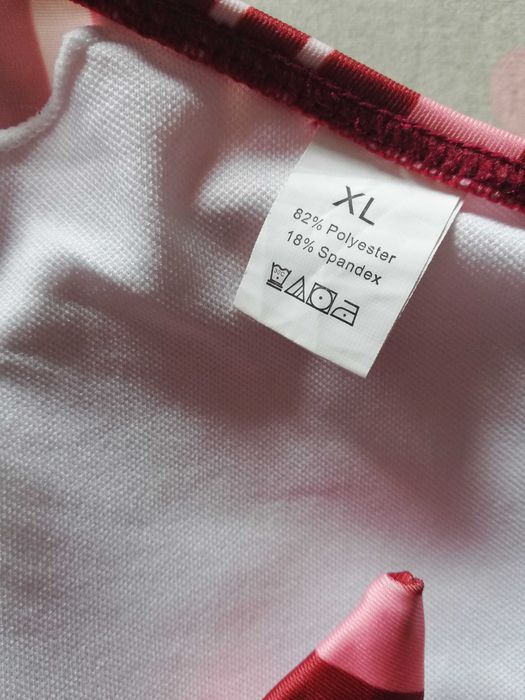 XL
82% Polyester
18% Spandex